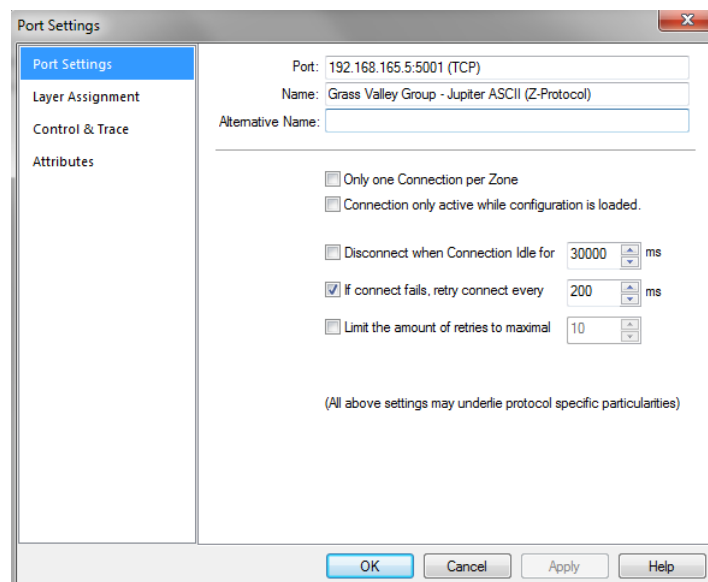 Port Settings
Port Settings
Layer Assignment
Control & Trace
Attributes
Port: 192.168.165.5:5001 (TCP)
Name: Grass Valley Group - Jupiter ASCII (Z-Protocol)
Alternative Name:
Only one Connection per Zone
Connection only active while configuration is loaded.
Disconnect when Connection Idle for 30000 ms
If connect fails, retry connect every 200 ms
Limit the amount of retries to maximal 10
(All above settings may underlie protocol specific particularities)
OK Cancel Apply Help